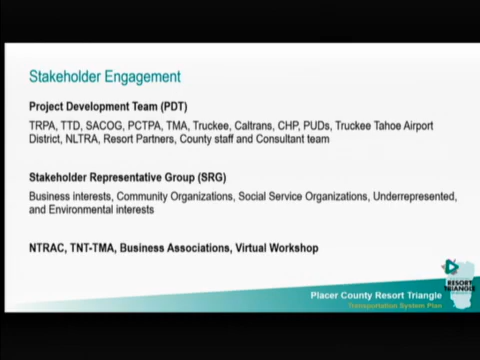 Stakeholder Engagement
Project Development Team (PDT)
TRPA, TTD, SACOG, PCTPA, TMA, Truckee, Caltrans, CHP, PUDs, Truckee Tahoe Airport
District, NLTRA, Resort Partners, County staff and Consultant team
Stakeholder Representative Group (SRG)
Business interests, Community Organizations, Social Service Organizations, Underrepresented,
and Environmental interests
NTRAC, TNT-TMA, Business Associations, Virtual Workshop
RESORT
TRIANGLE
Placer County Resort Triangle
Transportation System Plan